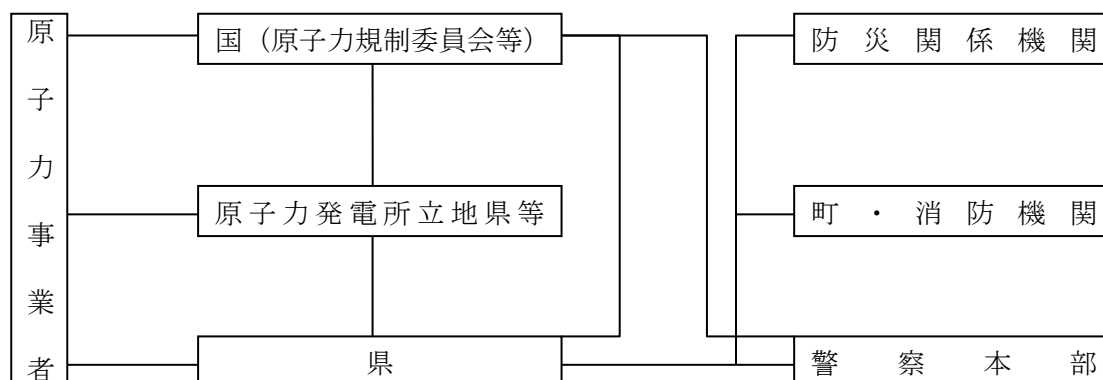 原子力事業者
国（原子力規制委員会等）
防災関係機関
原子力発電所立地県等
町・消防機関
県
警察本部